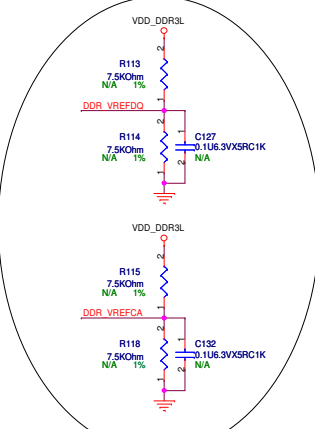 VDD_DDR3L
2
R113
7.5KOhm
N/A 1%
1
DDR_VREFDQ
2
1
R114
C127
7.5KOhm
0.1U6.3VX5RC1K
N/A 1%
N/A
2
1
VDD_DDR3L
2
R115
7.5KOhm
N/A 1%
1
DDR_VREFCA
2
1
R118
C132
7.5KOhm
0.1U6.3VX5RC1K
N/A 1%
N/A
2
1